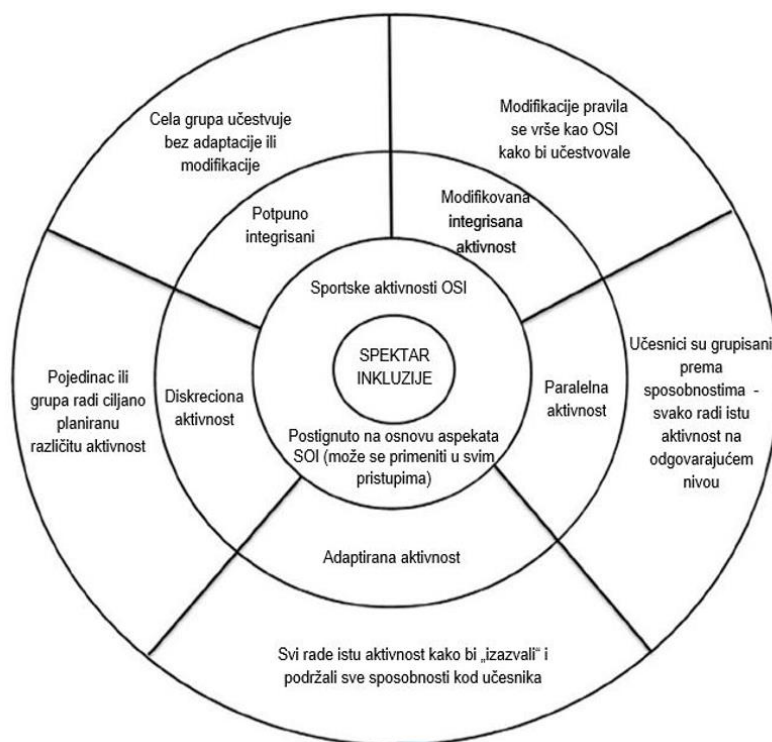 Cela grupa učestvuje
bez adaptacije ili
modifikacije
Modifikacije pravila
se vrše kao OSI
kako bi učestvovale
Potpuno
integrisani
Modifikovana
integrisana
aktivnost
Sportske aktivnosti OSI
SPEKTAR
INKLUZIJE
Postignuto na osnovu aspekata
SOI (može se primeniti u svim
pristupima)
Pojedinac ili
grupa radi ciljano
planiranu
različitu aktivnost
Diskreciona
aktivnost
Paralelna
aktivnost
Učesnici su grupisani
prema
sposobnostima -
svako radi istu
aktivnost na
odgovarajućem
nivou
Adaptirana aktivnost
Svi rade istu aktivnost kako bi „izazvali“ i
podržali sve sposobnosti kod učesnika